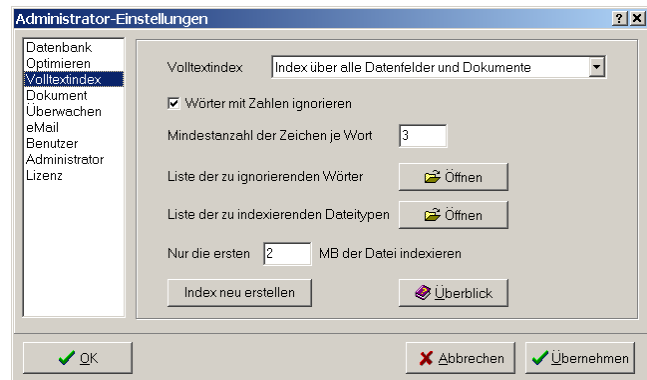 Administrator-Einstellungen
Datenbank
Optimieren
Volltextindex
Dokument
Überwachen
eMail
Benutzer
Administrator
Lizenz
Volltextindex Index über alle Datenfelder und Dokumente
Wörter mit Zahlen ignorieren
Mindestanzahl der Zeichen je Wort 3
Liste der zu ignorierenden Wörter Öffnen
Liste der zu indexierenden Dateitypen Öffnen
Nur die ersten 2 MB der Datei indexieren
Index neu erstellen Überblick
OK Abbrechen Übernehmen